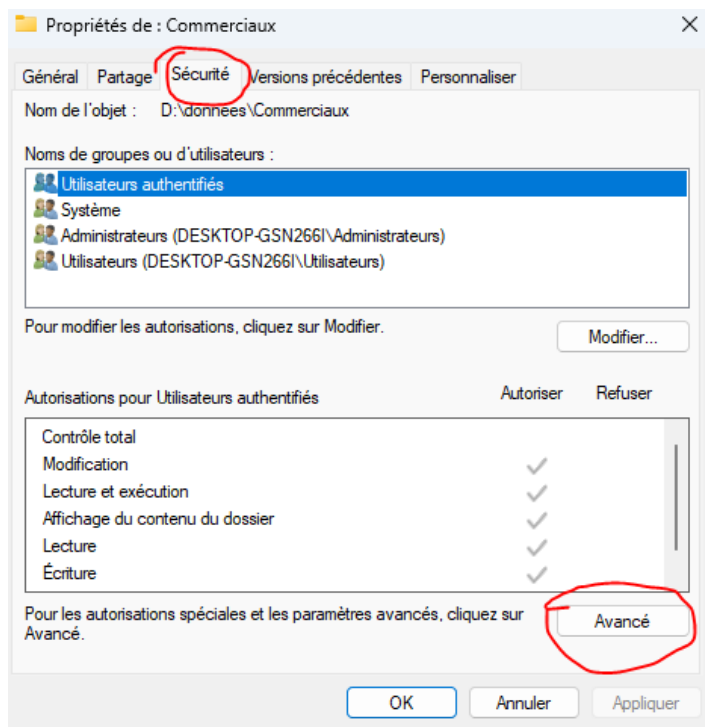 Propriétés de : Commerciaux
Général Partage Sécurité Versions précédentes Personnaliser
Nom de l'objet : D:\données\Commerciaux
Noms de groupes ou d'utilisateurs :
Utilisateurs authentifiés
Système
Administrateurs (DESKTOP-GSN266I\Administrateurs)
Utilisateurs (DESKTOP-GSN266I\Utilisateurs)
Pour modifier les autorisations, cliquez sur Modifier.
Modifier...
Autorisations pour Utilisateurs authentifiés Autoriser Refuser
Contrôle total
Modification
Lecture et exécution
Affichage du contenu du dossier
Lecture
Écriture
Pour les autorisations spéciales et les paramètres avancés, cliquez sur
Avancé.
Avancé
OK Annuler Appliquer